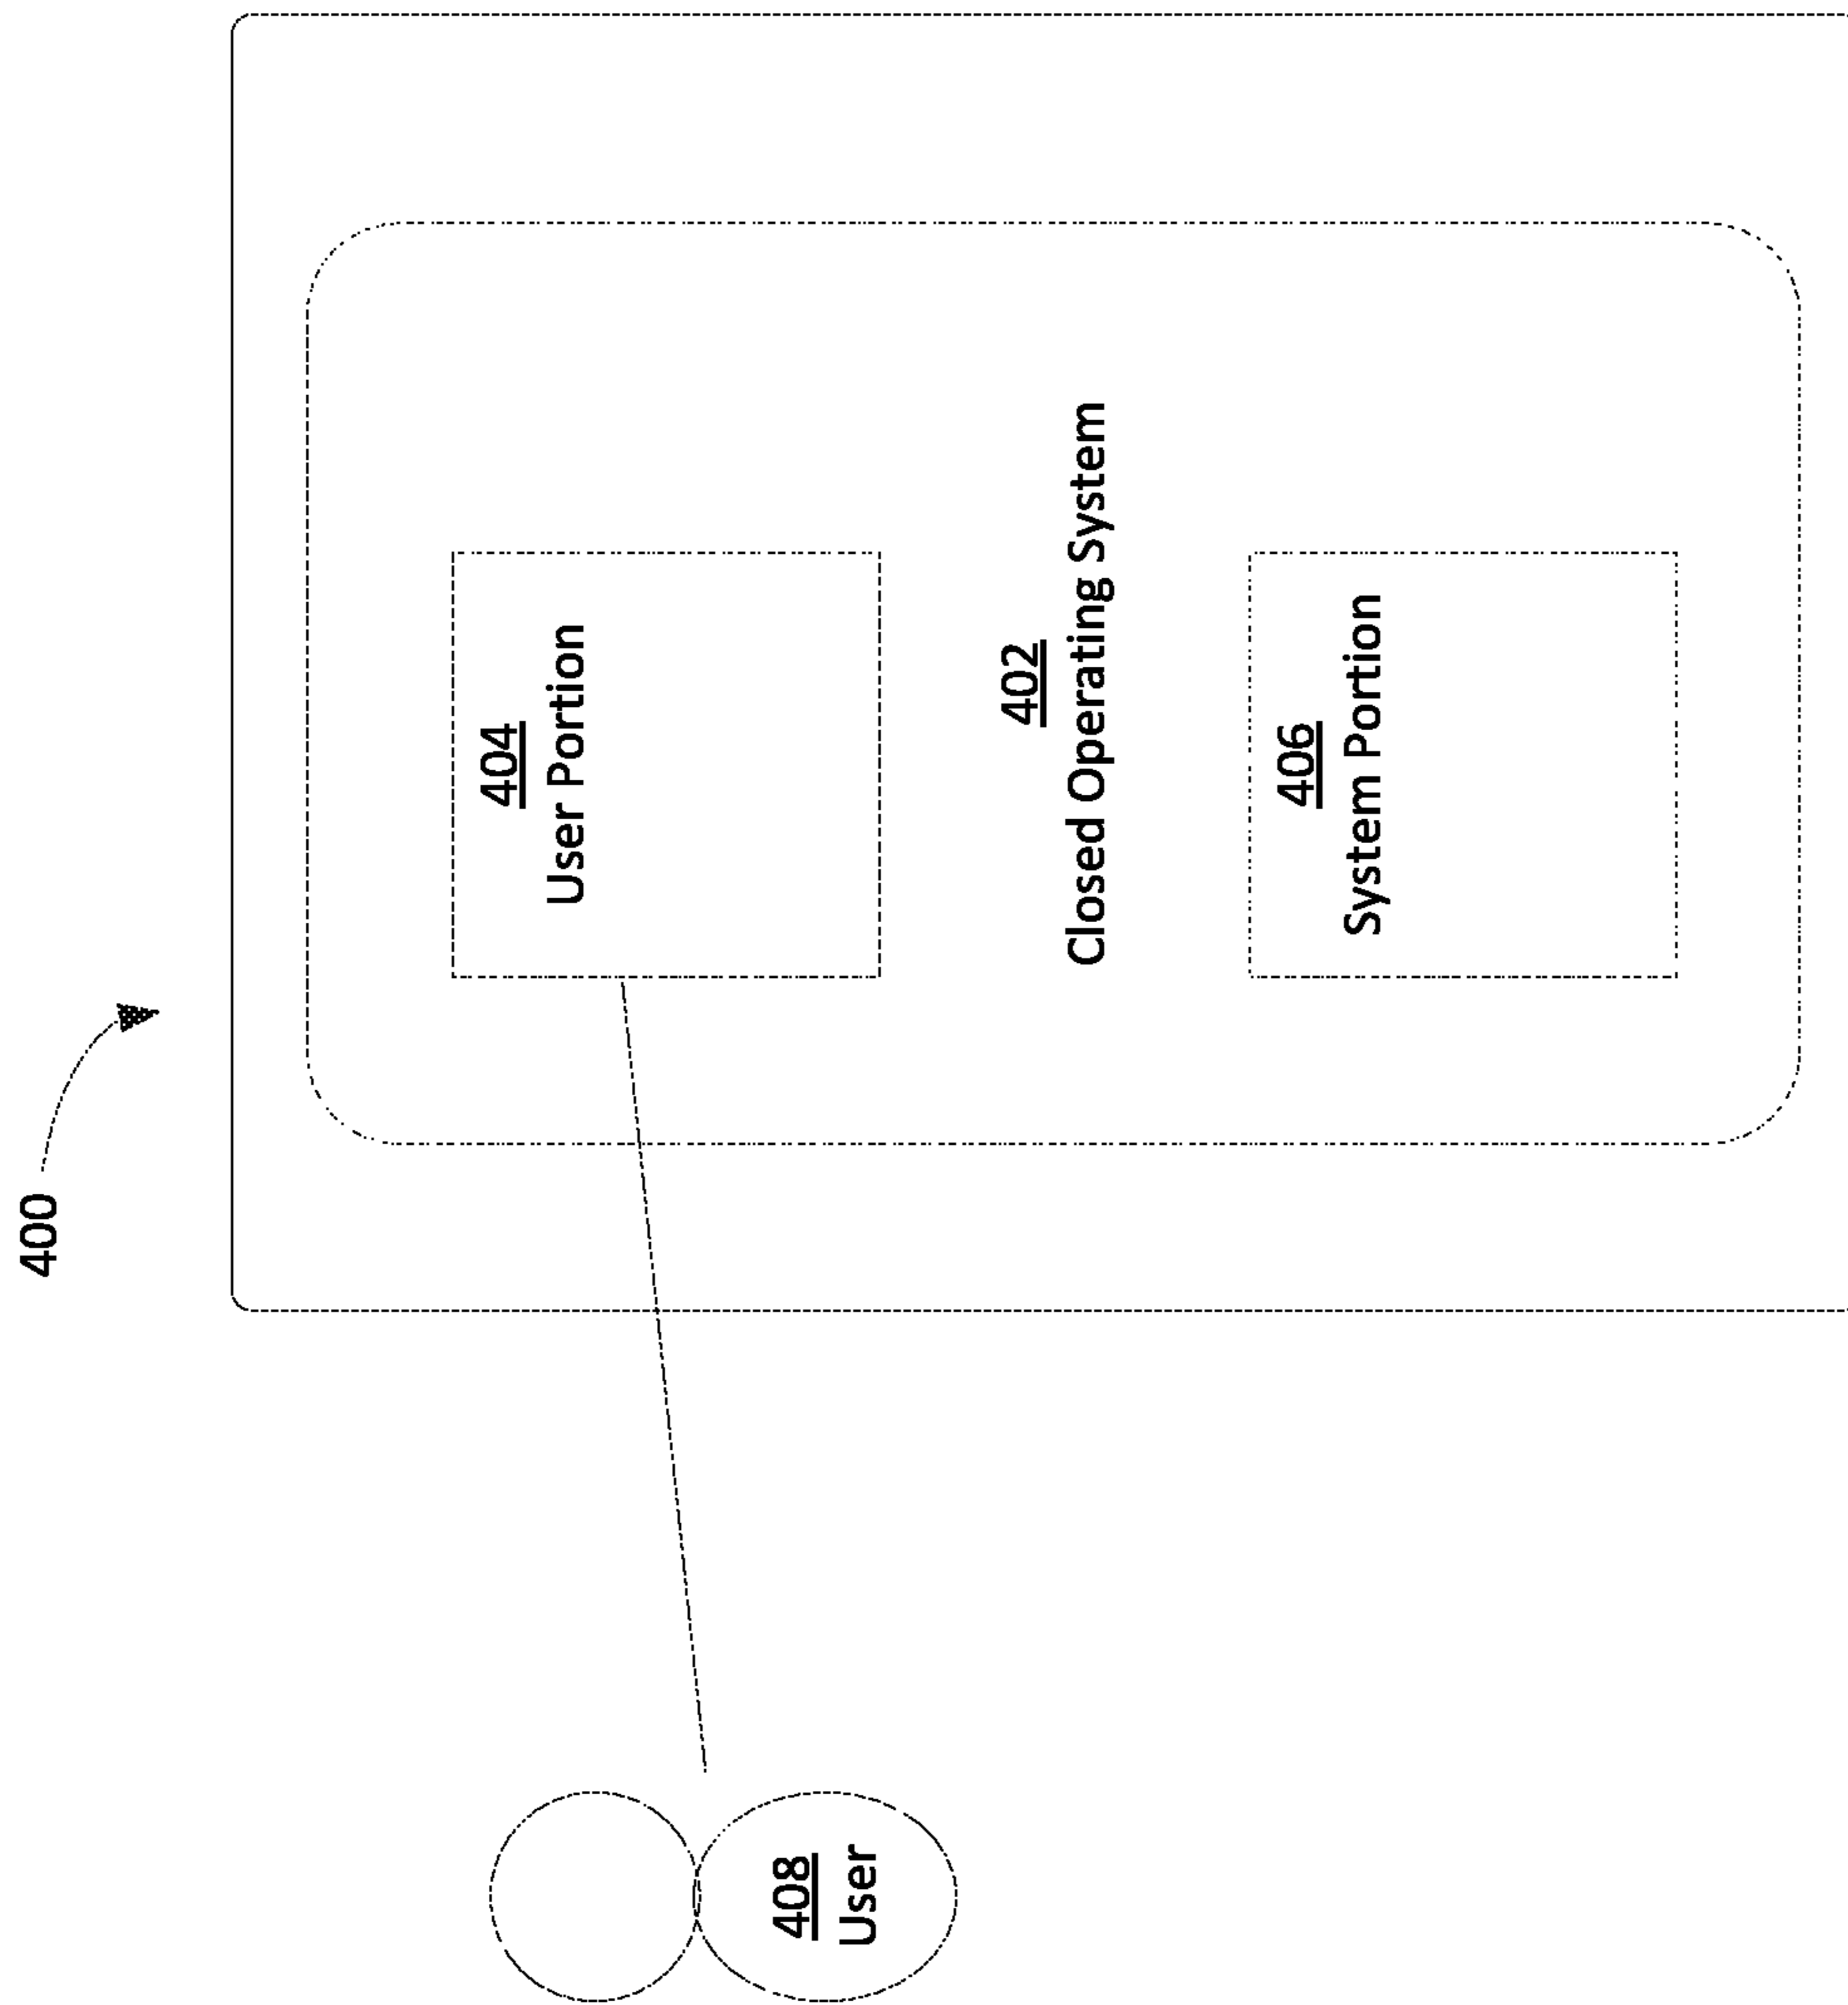 400
404
User Portion
402
Closed Operating System
406
System Portion
408
User